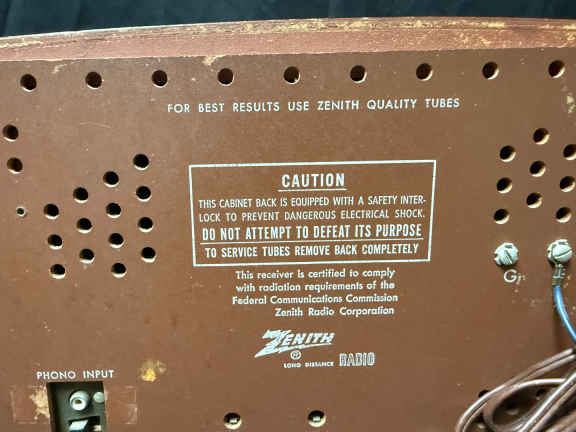 FOR BEST RESULTS USE ZENITH QUALITY TUBES
CAUTION
THIS CABINET BACK IS EQUIPPED WITH A SAFETY INTER-
LOCK TO PREVENT DANGEROUS ELECTRICAL SHOCK.
DO NOT ATTEMPT TO DEFEAT ITS PURPOSE
TO SERVICE TUBES REMOVE BACK COMPLETELY
This receiver is certified to comply
with radiation requirements of the
Federal Communications Commission
Zenith Radio Corporation
ZENITH
®
LONG DISTANCE RADIO
PHONO INPUT